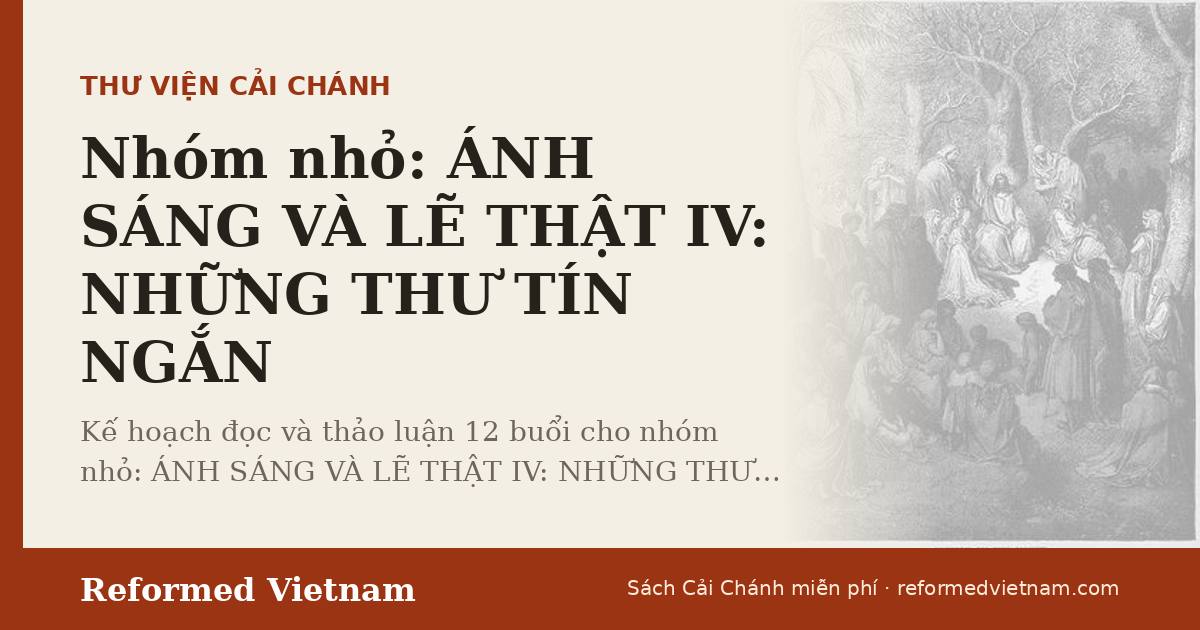 THƯ VIỆN CẢI CHÁNH
Nhóm nhỏ: ÁNH
SÁNG VÀ LẼ THẬT IV:
NHỮNG THƯ TÍN
NGẮN
Kế hoạch đọc và thảo luận 12 buổi cho nhóm
nhỏ: ÁNH SÁNG VÀ LẼ THẬT IV: NHỮNG THƯ...
Reformed Vietnam
Sách Cải Chánh miễn phí · reformedvietnam.com